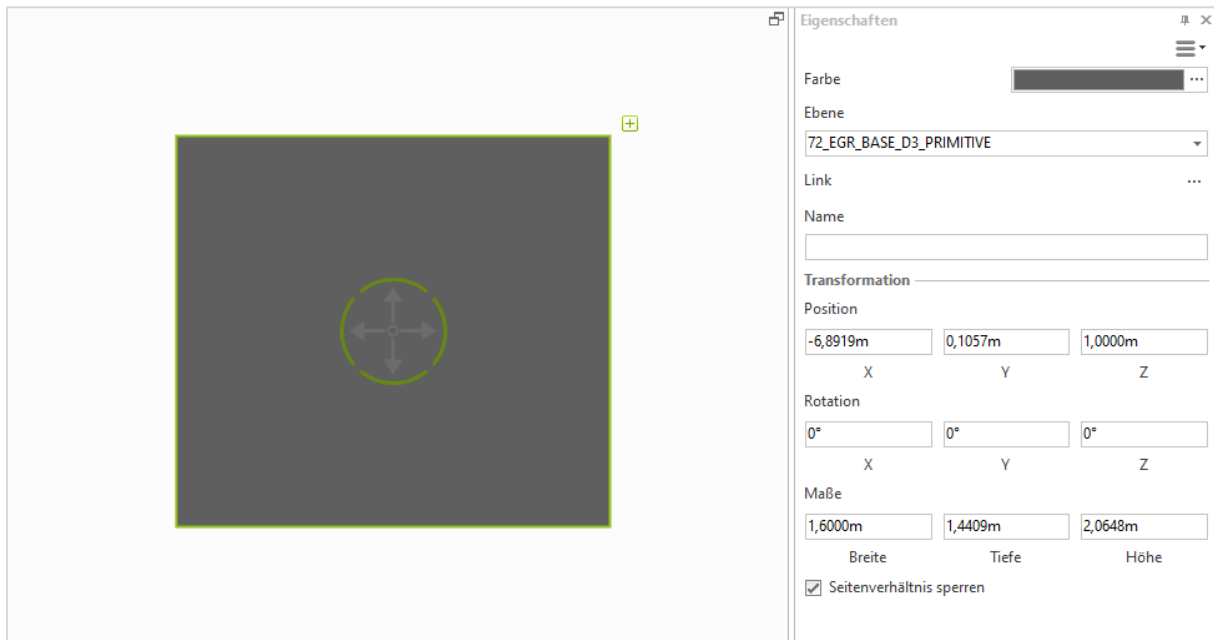 Eigenschaften
Farbe
Ebene
72_EGR_BASE_D3_PRIMITIVE
Link
Name
Transformation
Position
-6,8919m 0,1057m 1,0000m
X Y Z
Rotation
0° 0° 0°
X Y Z
Maße
1,6000m 1,4409m 2,0648m
Breite Tiefe Höhe
Seitenverhältnis sperren